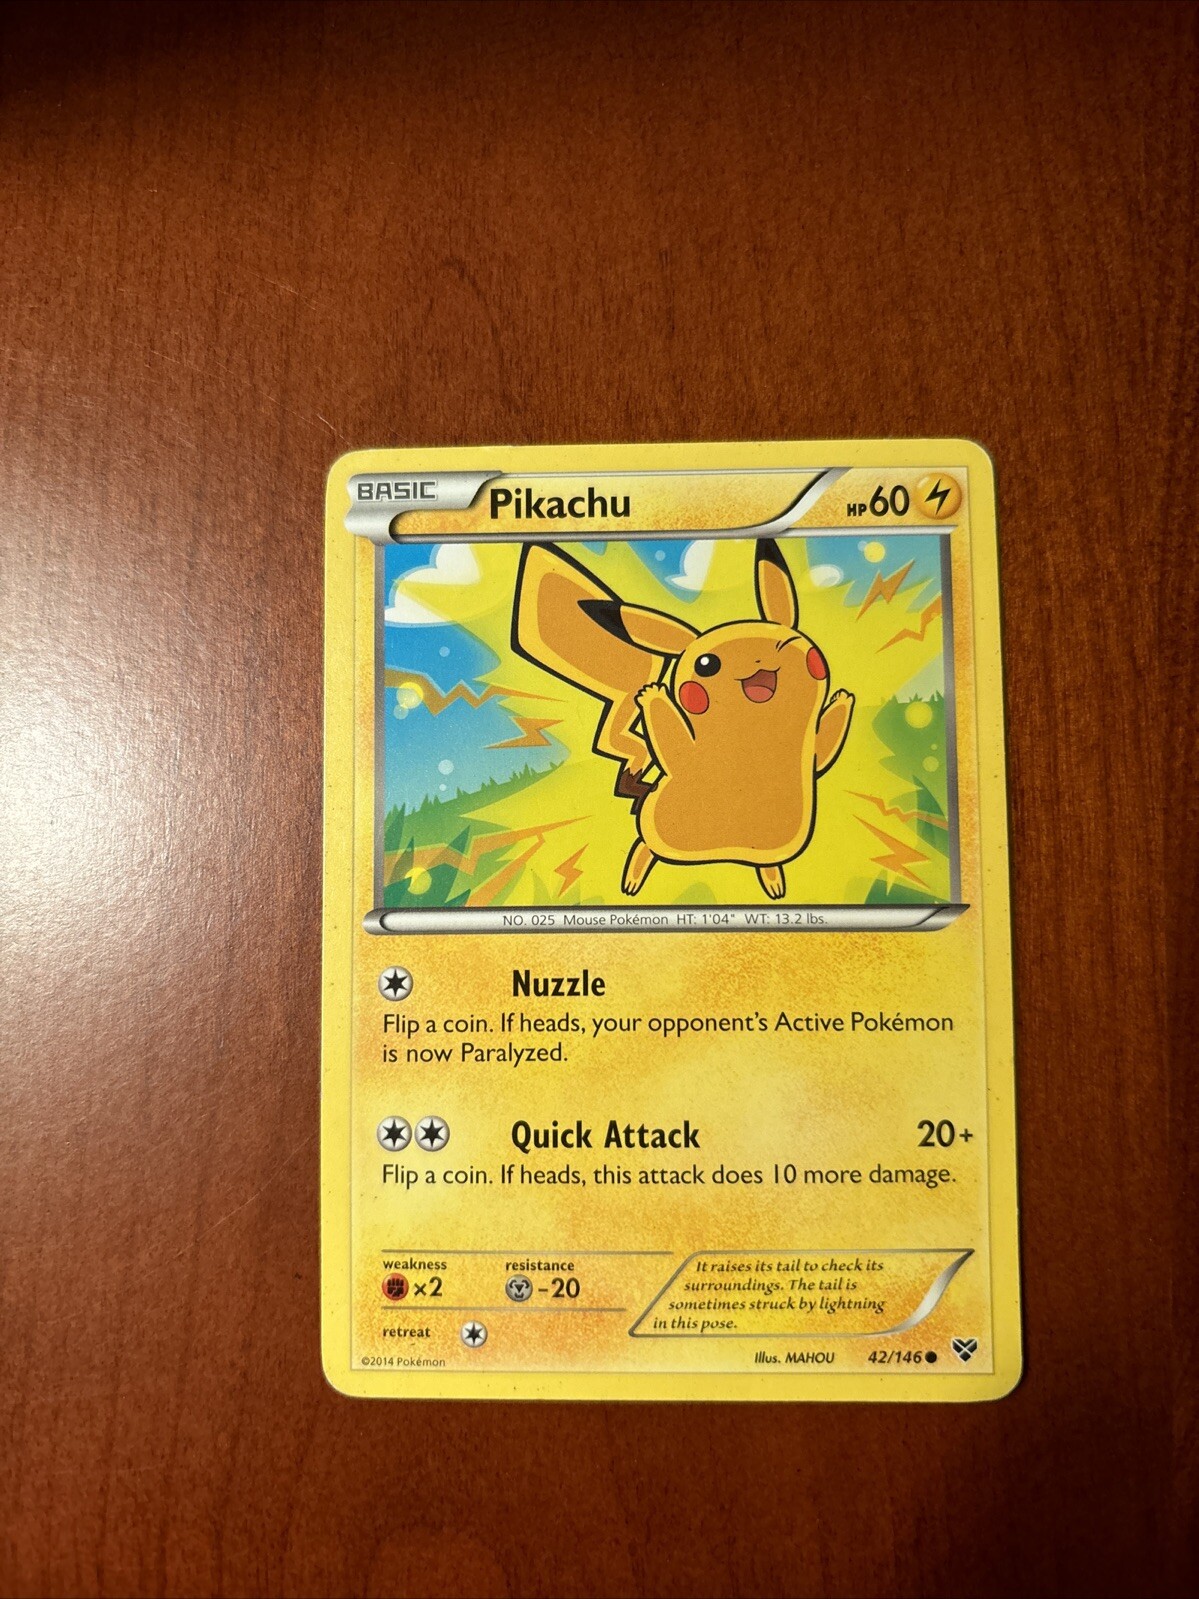 BASIC Pikachu HP60
NO. 025 Mouse Pokémon HT: 1'04" WT: 13.2 lbs.
Nuzzle
Flip a coin. If heads, your opponent's Active Pokémon
is now Paralyzed.
Quick Attack 20+
Flip a coin. If heads, this attack does 10 more damage.
weakness resistance
×2 -20
retreat
It raises its tail to check its
surroundings. The tail is
sometimes struck by lightning
in this pose.
©2014 Pokémon Illus. MAHOU 42/146